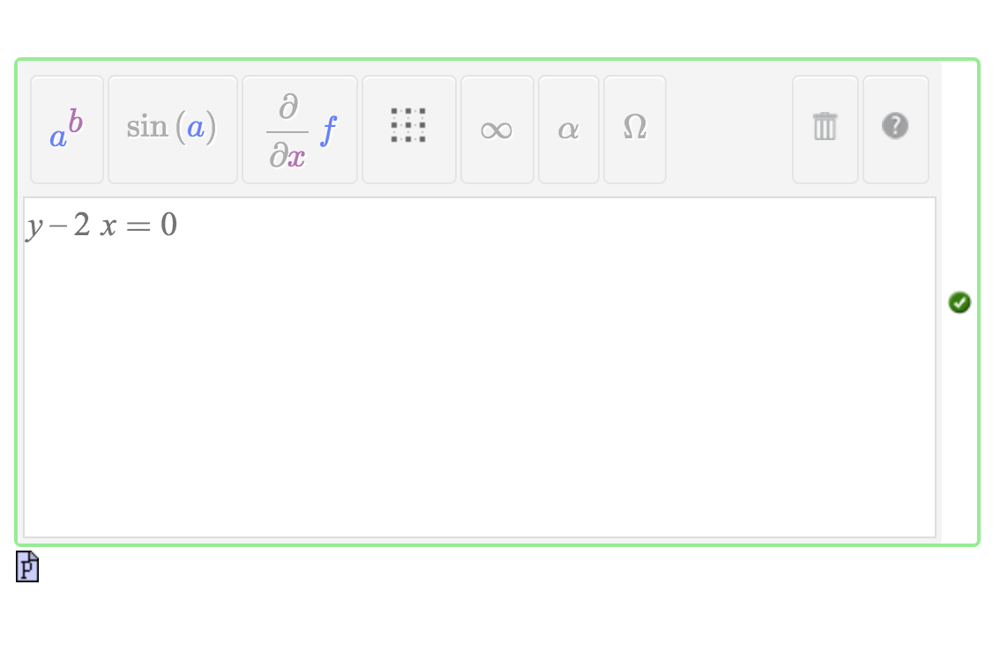 a^b sin (a) ∂/∂x f ∞ α Ω ?
y – 2 x = 0
P